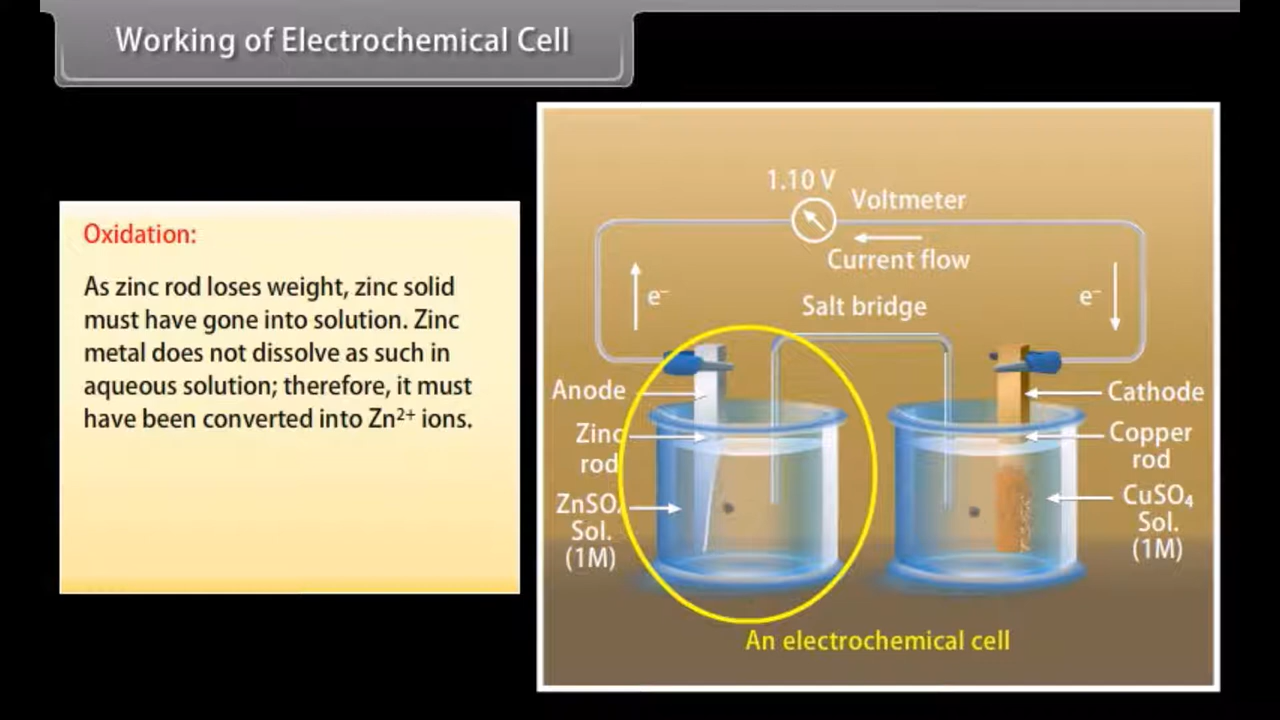 Working of Electrochemical Cell
Oxidation:
As zinc rod loses weight, zinc solid
must have gone into solution. Zinc
metal does not dissolve as such in
aqueous solution; therefore, it must
have been converted into Zn²⁺ ions.
1.10 V
Voltmeter
Current flow
e⁻
e⁻
Salt bridge
Anode
Cathode
Zinc
rod
Copper
rod
ZnSO₄
Sol.
(1M)
CuSO₄
Sol.
(1M)
An electrochemical cell